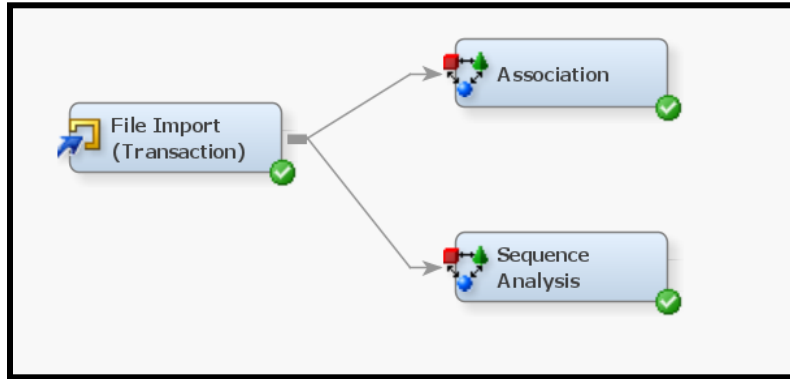 Association
File Import
(Transaction)
Sequence
Analysis